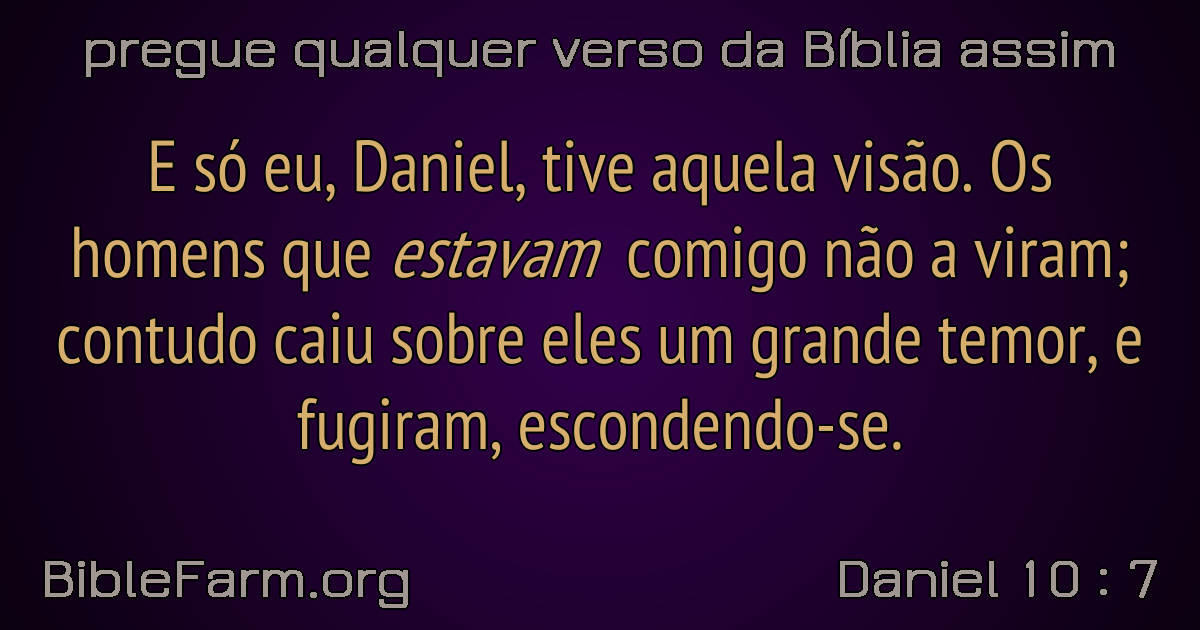 pregue qualquer verso da Bíblia assim
E só eu, Daniel, tive aquela visão. Os
homens que estavam comigo não a viram;
contudo caiu sobre eles um grande temor, e
fugiram, escondendo-se.
BibleFarm.org
Daniel 10 : 7